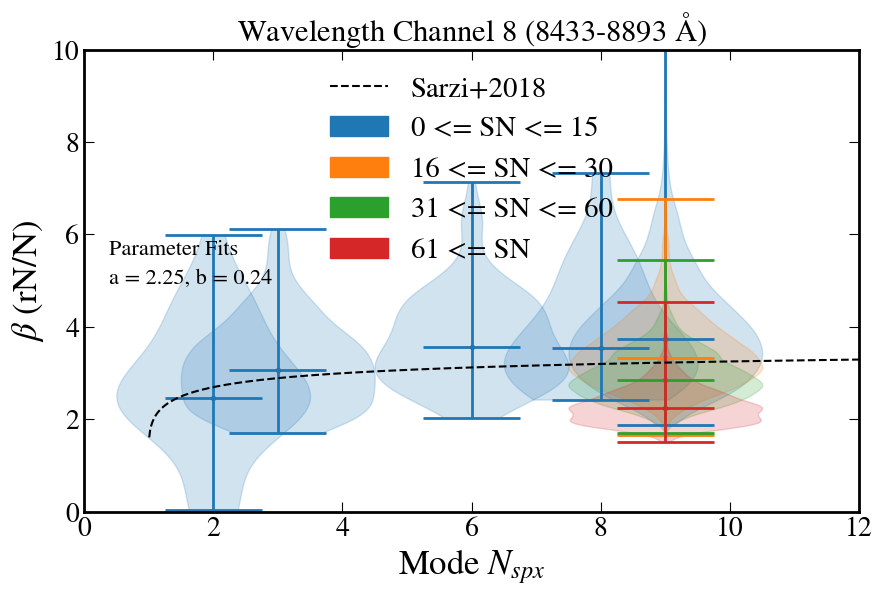 Wavelength Channel 8 (8433-8893 Å)
10
8
6
4
2
0
β (rN/N)
Sarzi+2018
0 <= SN <= 15
16 <= SN <= 30
31 <= SN <= 60
61 <= SN
Parameter Fits
a = 2.25, b = 0.24
0 2 4 6 8 10 12
Mode N_{spx}